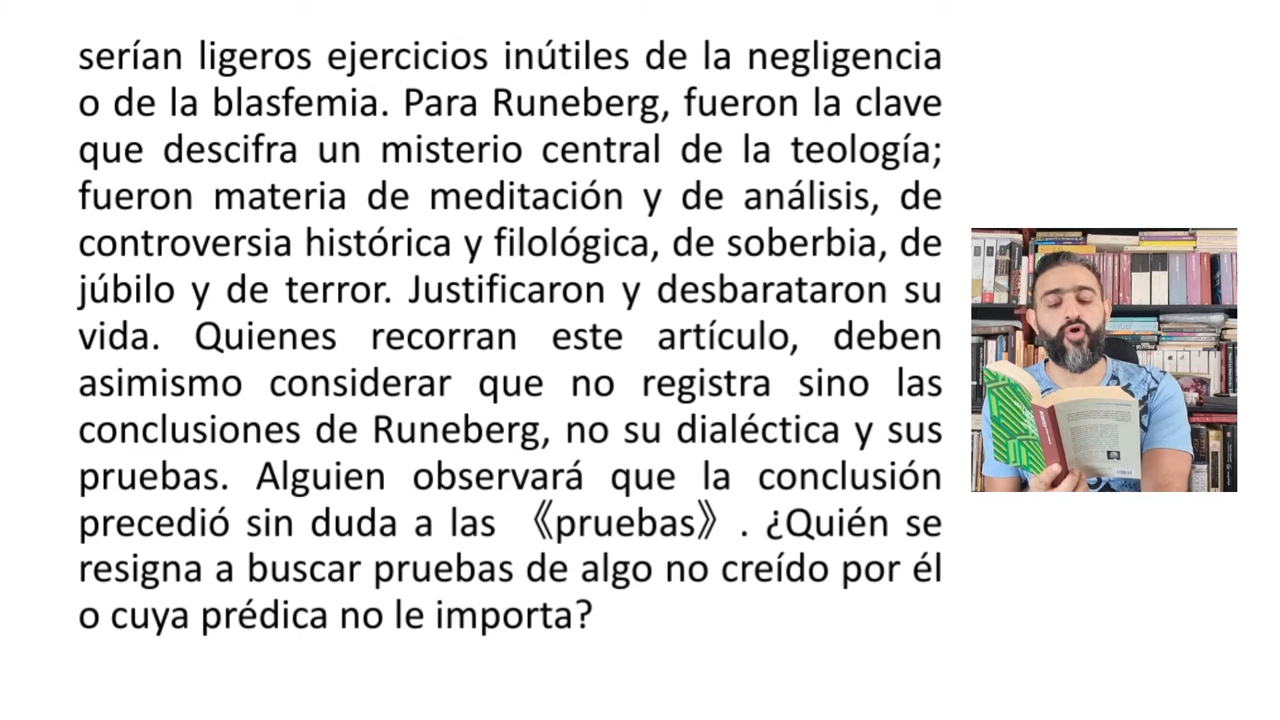 serían ligeros ejercicios inútiles de la negligencia
o de la blasfemia. Para Runeberg, fueron la clave
que descifra un misterio central de la teología;
fueron materia de meditación y de análisis, de
controversia histórica y filológica, de soberbia, de
júbilo y de terror. Justificaron y desbarataron su
vida. Quienes recorran este artículo, deben
asimismo considerar que no registra sino las
conclusiones de Runeberg, no su dialéctica y sus
pruebas. Alguien observará que la conclusión
precedió sin duda a las 《pruebas》. ¿Quién se
resigna a buscar pruebas de algo no creído por él
o cuya prédica no le importa?